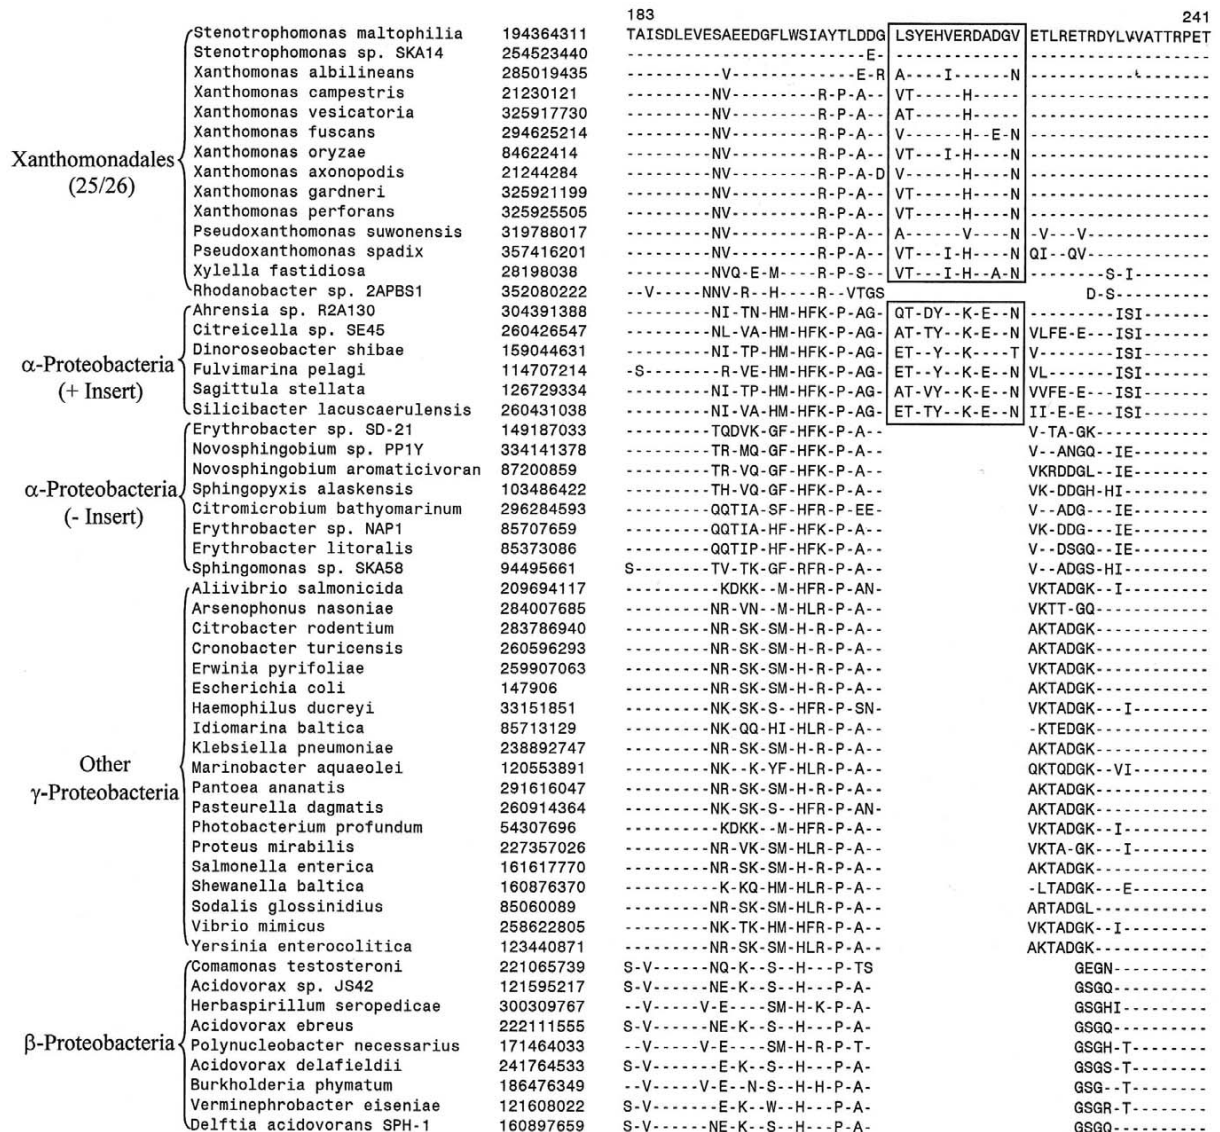 183 241
Stenotrophomonas maltophilia 194364311 TAISDLEVESAEEDGFLWSIAYTLDDG LSYEHVERDADGV ETLRETRDYLVVATTRPET
Stenotrophomonas sp. SKA14 254523440 -------------------------E- ------------- -------------------
Xanthomonas albilineans 285019435 ----------V-------------E-R A----I------N -------------------
Xanthomonas campestris 21230121 ---------NV---------R-P-A-- VT-----H----- -------------------
Xanthomonas vesicatoria 325917730 ---------NV---------R-P-A-- AT-----H----- -------------------
Xanthomonas fuscans 294625214 ---------NV---------R-P-A-- V------H--E-N -------------------
Xanthomonas oryzae 84622414 ---------NV---------R-P-A-- VT---I-H----N -------------------
Xanthomonadales
Xanthomonas axonopodis 21244284 ---------NV---------R-P-A-D V------H----N -------------------
(25/26)
Xanthomonas gardneri 325921199 ---------NV---------R-P-A-- VT-----H----N -------------------
Xanthomonas perforans 325925505 ---------NV---------R-P-A-- VT-----H----N -------------------
Pseudoxanthomonas suwonensis 319788017 ---------NV---------R-P-A-- A------V----N -V---V-------------
Pseudoxanthomonas spadix 357416201 ---------NV---------R-P-A-- VT---I-H----N QI--QV-------------
Xylella fastidiosa 28198038 ---------NVQ-E-M----R-P-S-- VT---I-H--A-N --------S-I--------
Rhodanobacter sp. 2APBS1 352080222 --V-----NNV-R--H----R--VTGS D-S---------
Ahrensia sp. R2A130 304391388 ---------NI-TN-HM-HFK-P-AG- QT-DY--K-E--N ---------ISI-------
Citreicella sp. SE45 260426547 ---------NL-VA-HM-HFK-P-AG- AT-TY--K-E--N VLFE-E---ISI-------
α-Proteobacteria
Dinoroseobacter shibae 159044631 ---------NI-TP-HM-HFK-P-AG- ET--Y--K----T V--------ISI-------
(+ Insert)
Fulvimarina pelagi 114707214 -S--------R-VE-HM-HFK-P-AG- ET--Y--K-E--N VL-------ISI-------
Sagittula stellata 126729334 ---------NI-TP-HM-HFK-P-AG- AT-VY--K-E--N VVFE-E---ISI-------
Silicibacter lacuscaerulensis 260431038 ---------NI-VA-HM-HFK-P-AG- ET-TY--K-E--N II-E-E---ISI-------
Erythrobacter sp. SD-21 149187033 ---------TQDVK-GF-HFK-P-A-- V-TA-GK------------
Novosphingobium sp. PP1Y 334141378 ---------TR-MQ-GF-HFK-P-A-- V--ANGQ--IE--------
Novosphingobium aromaticivoran 87200859 ---------TR-VQ-GF-HFK-P-A-- VKRDDGL--IE--------
α-Proteobacteria
Sphingopyxis alaskensis 103486422 ---------TH-VQ-GF-HFK-P-A-- VK-DDGH-HI---------
(- Insert)
Citromicrobium bathyomarinum 296284593 ---------QQTIA-SF-HFR-P-EE- V--ADG---IE--------
Erythrobacter sp. NAP1 85707659 ---------QQTIA-HF-HFK-P-A-- VK-DDG---IE--------
Erythrobacter litoralis 85373086 ---------QQTIP-HF-HFK-P-A-- V--DSGQ--IE--------
Sphingomonas sp. SKA58 94495661 S--------TV-TK-GF-RFR-P-A-- V--ADGS-HI---------
Aliivibrio salmonicida 209694117 ----------KDKK--M-HFR-P-AN- VKTADGK--I---------
Arsenophonus nasoniae 284007685 ---------NR-VN--M-HLR-P-A-- VKTT-GQ------------
Citrobacter rodentium 283786940 ---------NR-SK-SM-H-R-P-A-- AKTADGK------------
Cronobacter turicensis 260596293 ---------NR-SK-SM-H-R-P-A-- AKTADGK------------
Erwinia pyrifoliae 259907063 ---------NR-SK-SM-H-R-P-A-- VKTADGK------------
Escherichia coli 147906 ---------NR-SK-SM-H-R-P-A-- AKTADGK------------
Haemophilus ducreyi 33151851 ---------NK-SK-S--HFR-P-SN- VKTADGK---I--------
Idiomarina baltica 85713129 ---------NK-QQ-HI-HLR-P-A-- -KTEDGK------------
Klebsiella pneumoniae 238892747 ---------NR-SK-SM-H-R-P-A-- AKTADGK------------
Other
Marinobacter aquaeolei 120553891 ---------NK--K-YF-HLR-P-A-- QKTQDGK--VI--------
γ-Proteobacteria
Pantoea ananatis 291616047 ---------NR-SK-SM-H-R-P-A-- AKTADGK------------
Pasteurella dagmatis 260914364 ---------NK-SK-S--HFR-P-AN- VKTADGK------------
Photobacterium profundum 54307696 ----------KDKK--M-HFR-P-A-- VKTADGK--I---------
Proteus mirabilis 227357026 ---------NR-VK-SM-HLR-P-A-- VKTA-GK---I--------
Salmonella enterica 161617770 ---------NR-SK-SM-H-R-P-A-- AKTADGK------------
Shewanella baltica 160876370 ----------K-KQ-HM-HLR-P-A-- -LTADGK---E--------
Sodalis glossinidius 85060089 ---------NR-SK-SM-HLR-P-A-- ARTADGL------------
Vibrio mimicus 258622805 ---------NK-TK-HM-HFR-P-A-- VKTADGK--I---------
Yersinia enterocolitica 123440871 ---------NR-SK-SM-HLR-P-A-- AKTADGK------------
Comamonas testosteroni 221065739 S-V------NQ-K--S--H---P-TS GEGN----------
Acidovorax sp. JS42 121595217 S-V------NE-K--S--H---P-A- GSGQ----------
Herbaspirillum seropedicae 300309767 --V-----V-E----SM-H-K-P-A- GSGHI---------
Acidovorax ebreus 222111555 S-V------NE-K--S--H---P-A- GSGQ----------
β-Proteobacteria
Polynucleobacter necessarius 171464033 --V-----V-E----SM-H-R-P-T- GSGH-T--------
Acidovorax delafieldii 241764533 S-V-------E-K--S--H---P-A- GSGS-T--------
Burkholderia phymatum 186476349 --V-----V-E--N-S--H-H-P-A- GSG--T--------
Verminephrobacter eiseniae 121608022 S-V-------E-K--W--H---P-A- GSGR-T--------
Delftia acidovorans SPH-1 160897659 S-V------NE-K--S--H---P-A- GSGQ----------